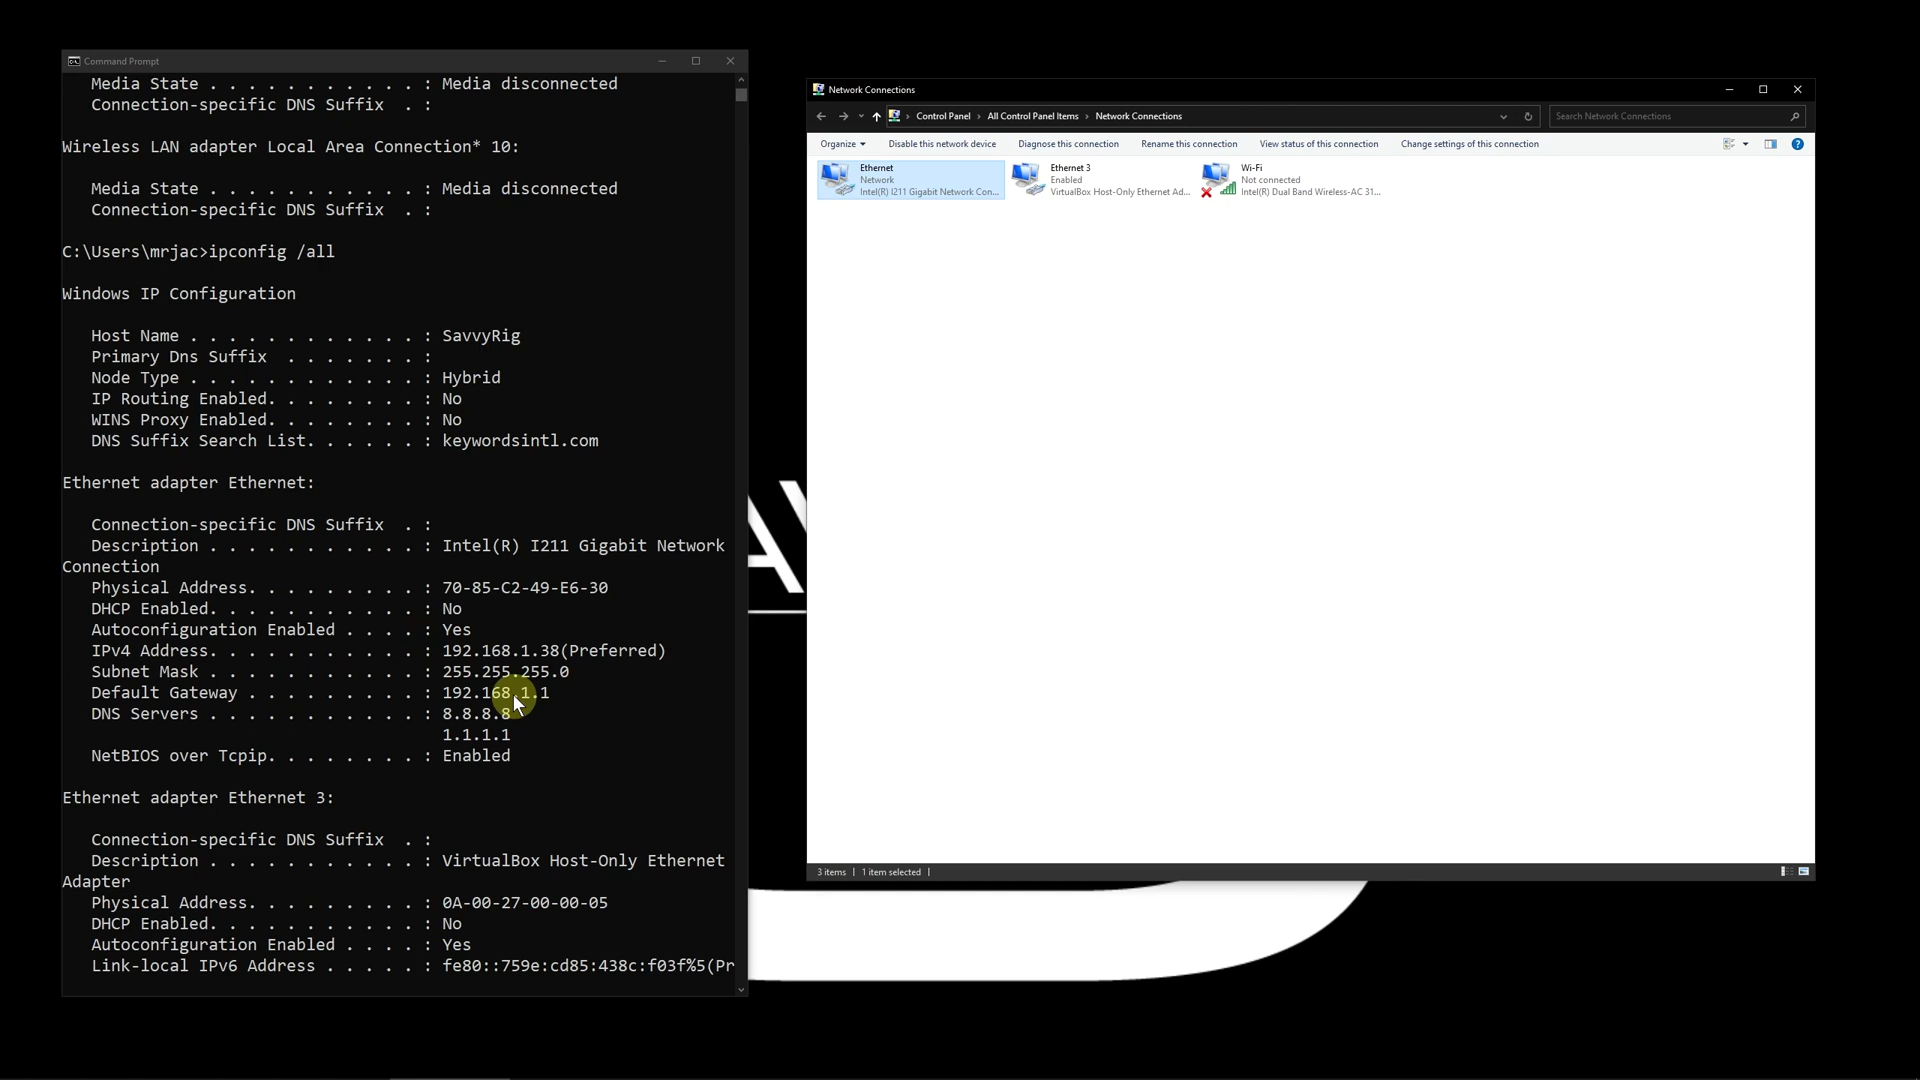 Command Prompt
Media State . . . . . . . . . . . : Media disconnected
Connection-specific DNS Suffix  . :
Wireless LAN adapter Local Area Connection* 10:
Media State . . . . . . . . . . . : Media disconnected
Connection-specific DNS Suffix  . :
C:\Users\mrjac>ipconfig /all
Windows IP Configuration
Host Name . . . . . . . . . . . . : SavvyRig
Primary Dns Suffix  . . . . . . . :
Node Type . . . . . . . . . . . . : Hybrid
IP Routing Enabled. . . . . . . . : No
WINS Proxy Enabled. . . . . . . . : No
DNS Suffix Search List. . . . . . : keywordsintl.com
Ethernet adapter Ethernet:
Connection-specific DNS Suffix  . :
Description . . . . . . . . . . . : Intel(R) I211 Gigabit Network
Connection
Physical Address. . . . . . . . . : 70-85-C2-49-E6-30
DHCP Enabled. . . . . . . . . . . : No
Autoconfiguration Enabled . . . . : Yes
IPv4 Address. . . . . . . . . . . : 192.168.1.38(Preferred)
Subnet Mask . . . . . . . . . . . : 255.255.255.0
Default Gateway . . . . . . . . . : 192.168.1.1
DNS Servers . . . . . . . . . . . : 8.8.8.8
1.1.1.1
NetBIOS over Tcpip. . . . . . . . : Enabled
Ethernet adapter Ethernet 3:
Connection-specific DNS Suffix  . :
Description . . . . . . . . . . . : VirtualBox Host-Only Ethernet
Adapter
Physical Address. . . . . . . . . : 0A-00-27-00-00-05
DHCP Enabled. . . . . . . . . . . : No
Autoconfiguration Enabled . . . . : Yes
Link-local IPv6 Address . . . . . : fe80::759e:cd85:438c:f03f%5(Pr
Network Connections
Control Panel > All Control Panel Items > Network Connections
Search Network Connections
Organize Disable this network device Diagnose this connection Rename this connection View status of this connection Change settings of this connection
Ethernet
Network
Intel(R) I211 Gigabit Network Con...
Ethernet 3
Enabled
VirtualBox Host-Only Ethernet Ad...
Wi-Fi
Not connected
Intel(R) Dual Band Wireless-AC 31...
3 items | 1 item selected |